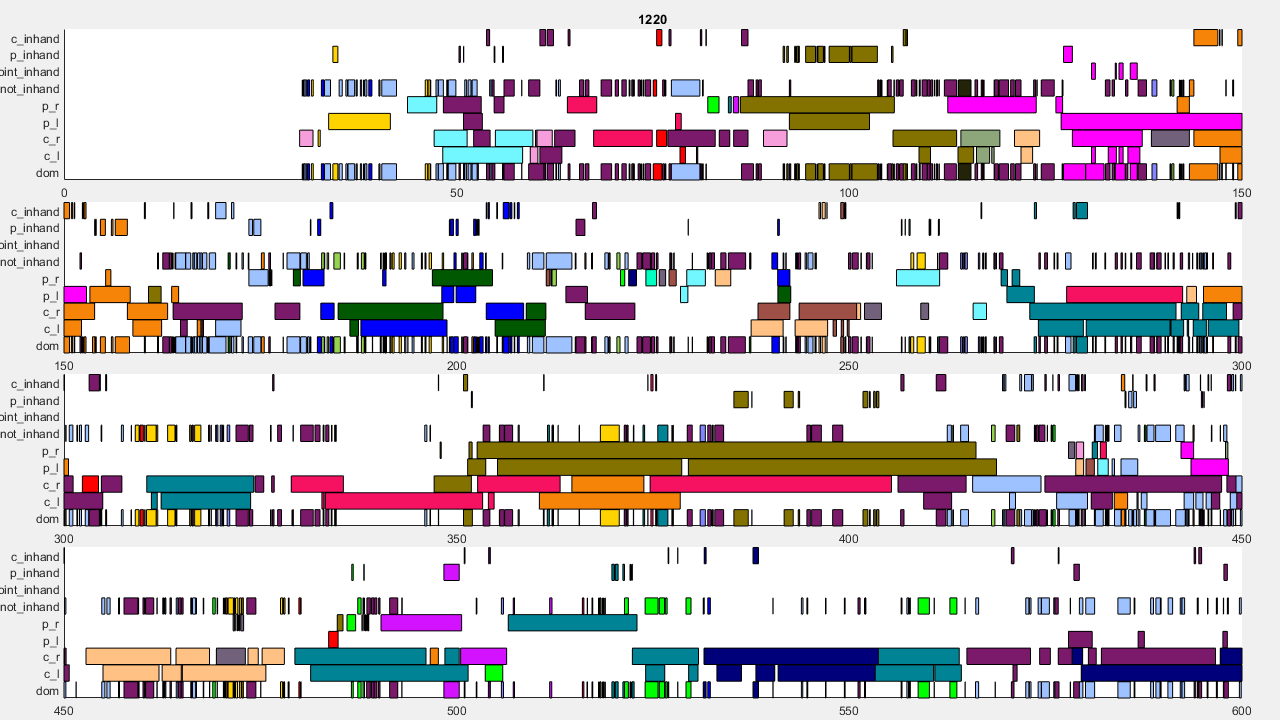 1220
c_inhand
p_inhand
oint_inhand
not_inhand
p_r
p_l
c_r
c_l
dom
0 50 100 150
c_inhand
p_inhand
oint_inhand
not_inhand
p_r
p_l
c_r
c_l
dom
150 200 250 300
c_inhand
p_inhand
oint_inhand
not_inhand
p_r
p_l
c_r
c_l
dom
300 350 400 450
c_inhand
p_inhand
oint_inhand
not_inhand
p_r
p_l
c_r
c_l
dom
450 500 550 600